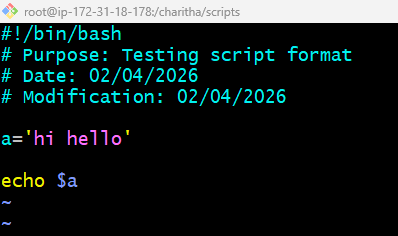 root@ip-172-31-18-178:/charitha/scripts
#!/bin/bash
# Purpose: Testing script format
# Date: 02/04/2026
# Modification: 02/04/2026
a='hi hello'
echo $a
~
~